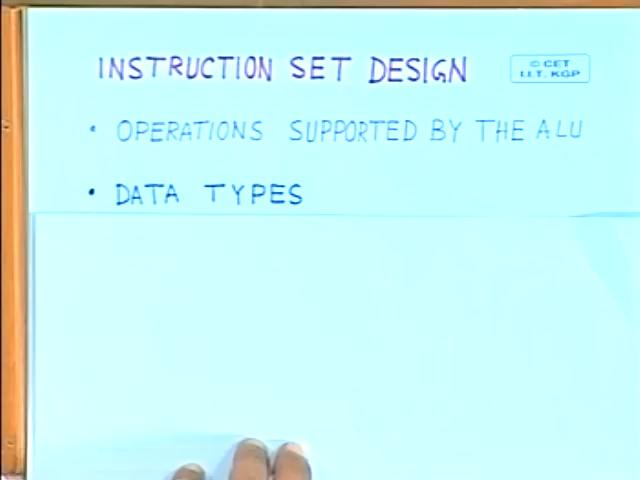 INSTRUCTION SET DESIGN
© CET
I.I.T. KGP
• OPERATIONS SUPPORTED BY THE ALU
• DATA TYPES